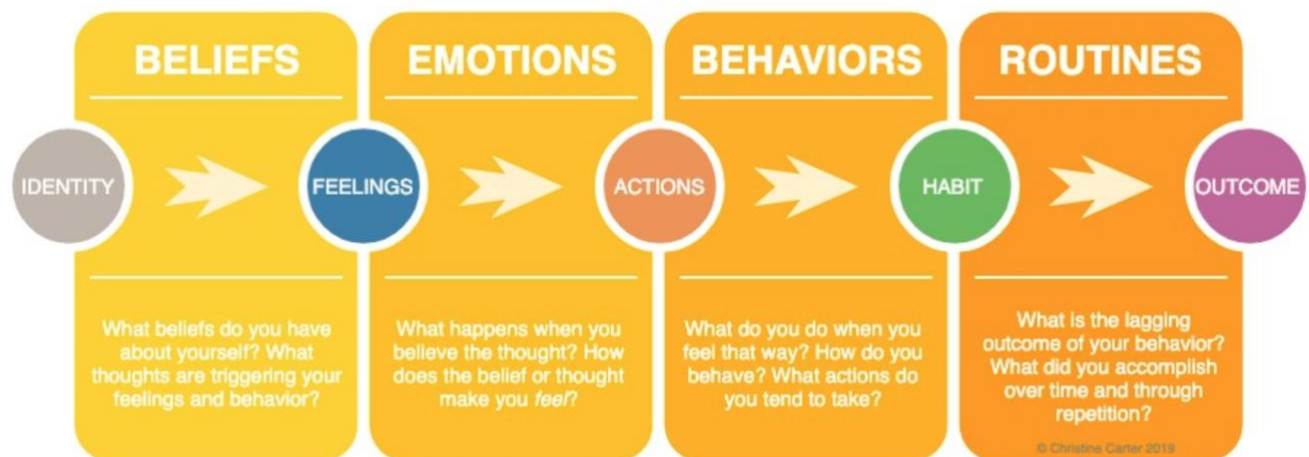 BELIEFS
EMOTIONS
BEHAVIORS
ROUTINES
IDENTITY
FEELINGS
ACTIONS
HABIT
OUTCOME
What beliefs do you have
about yourself? What
thoughts are triggering your
feelings and behavior?
What happens when you
believe the thought? How
does the belief or thought
make you feel?
What do you do when you
feel that way? How do you
behave? What actions do
you tend to take?
What is the lagging
outcome of your behavior?
What did you accomplish
over time and through
repetition?
© Christine Carter 2019